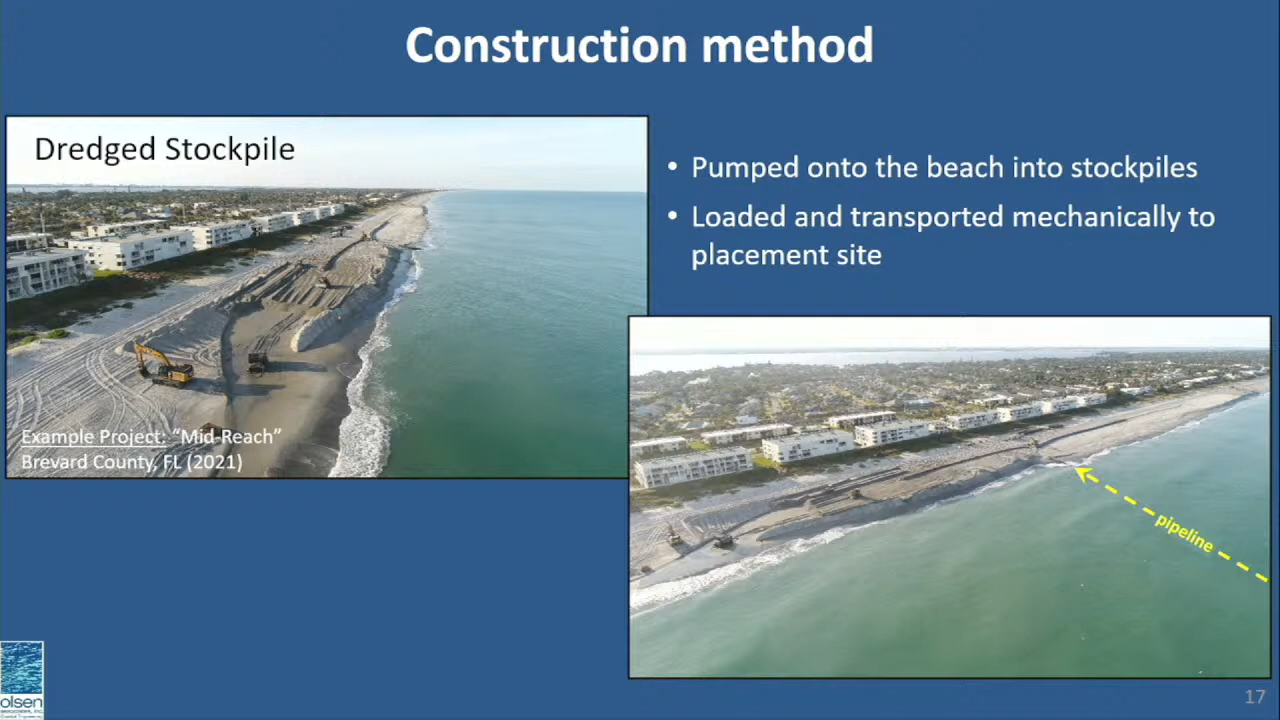 Construction method
Dredged Stockpile
Example Project: “Mid-Reach”
Brevard County, FL (2021)
• Pumped onto the beach into stockpiles
• Loaded and transported mechanically to
placement site
pipeline
olsen
17